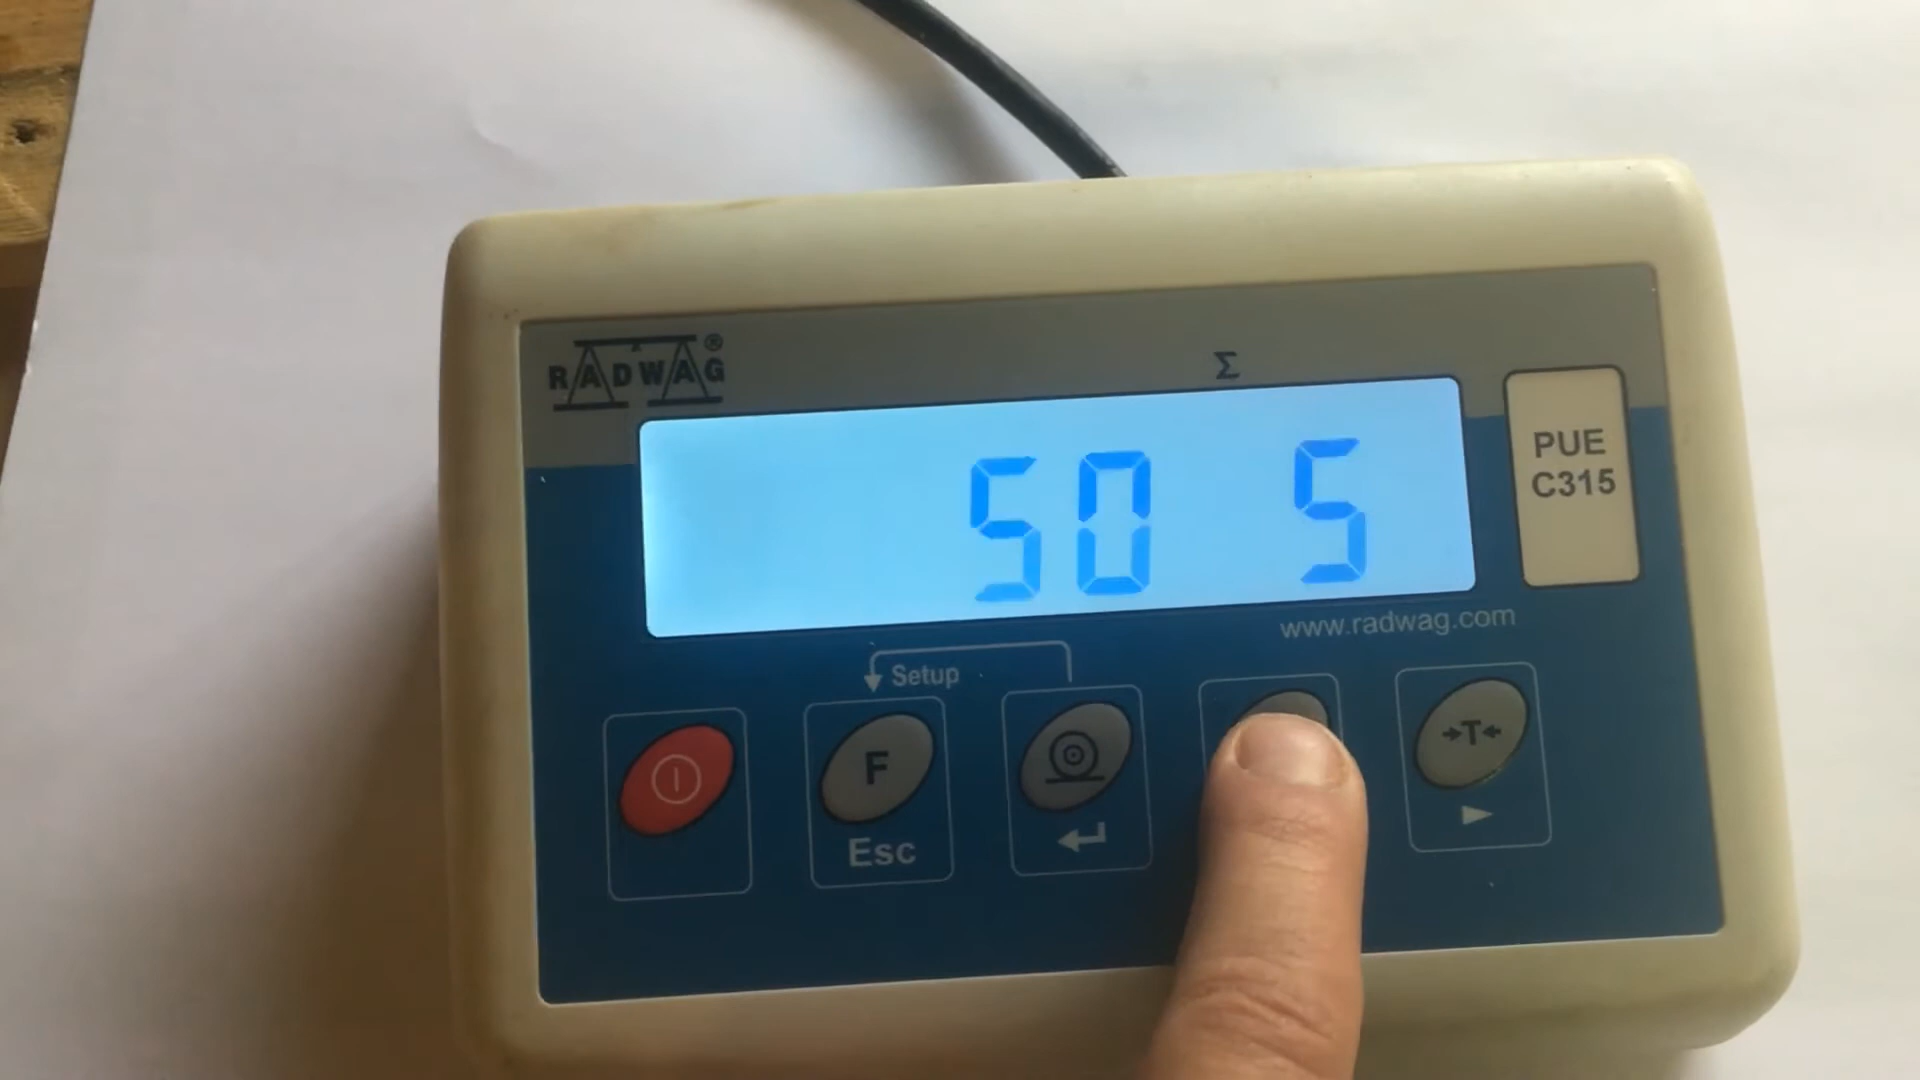 RADWAG®
Σ
50 5
PUE
C315
www.radwag.com
Setup
F
→T←
Esc